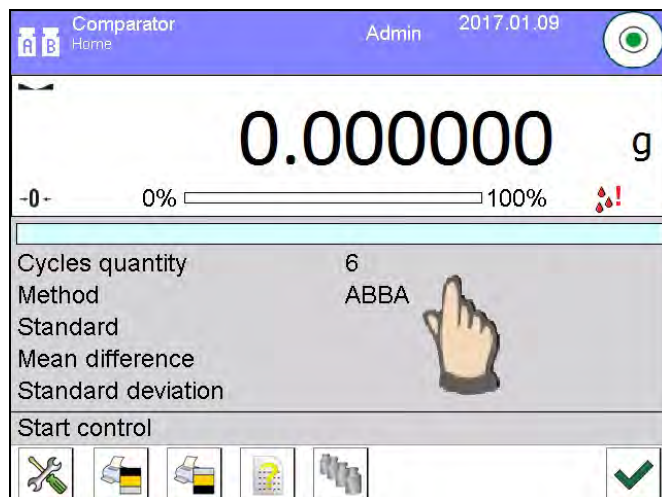 Comparator
Home
Admin
2017.01.09
A B
0.000000 g
→0← 0% 100% !
Cycles quantity 6
Method ABBA
Standard
Mean difference
Standard deviation
Start control
?